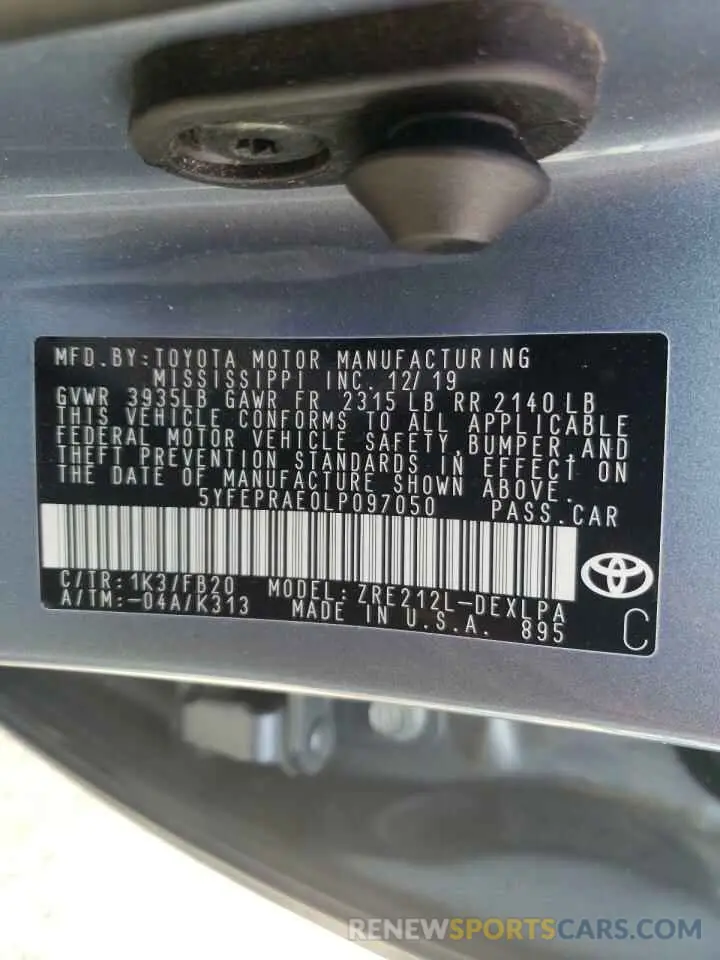 MFD.BY:TOYOTA MOTOR MANUFACTURING
MISSISSIPPI INC. 12/19
GVWR 3935LB GAWR FR 2315 LB RR 2140 LB
THIS VEHICLE CONFORMS TO ALL APPLICABLE
FEDERAL MOTOR VEHICLE SAFETY,BUMPER,AND
THEFT PREVENTION STANDARDS IN EFFECT ON
THE DATE OF MANUFACTURE SHOWN ABOVE.
5YFEPRAE0LP097050 PASS.CAR
C/TR:1K3/FB20 MODEL:ZRE212L-DEXLPA
A/TM:-04A/K313 MADE IN U.S.A. 895
C
RENEWSPORTSCARS.COM